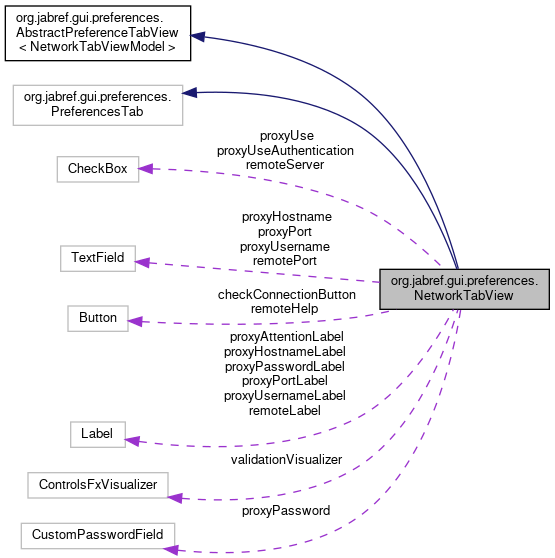 org.jabref.gui.preferences.
AbstractPreferenceTabView
< NetworkTabViewModel >
org.jabref.gui.preferences.
PreferencesTab
proxyUse
proxyUseAuthentication
remoteServer
CheckBox
proxyHostname
proxyPort
proxyUsername
remotePort
TextField
org.jabref.gui.preferences.
NetworkTabView
checkConnectionButton
remoteHelp
Button
proxyAttentionLabel
proxyHostnameLabel
proxyPasswordLabel
proxyPortLabel
proxyUsernameLabel
remoteLabel
Label
validationVisualizer
ControlsFxVisualizer
proxyPassword
CustomPasswordField